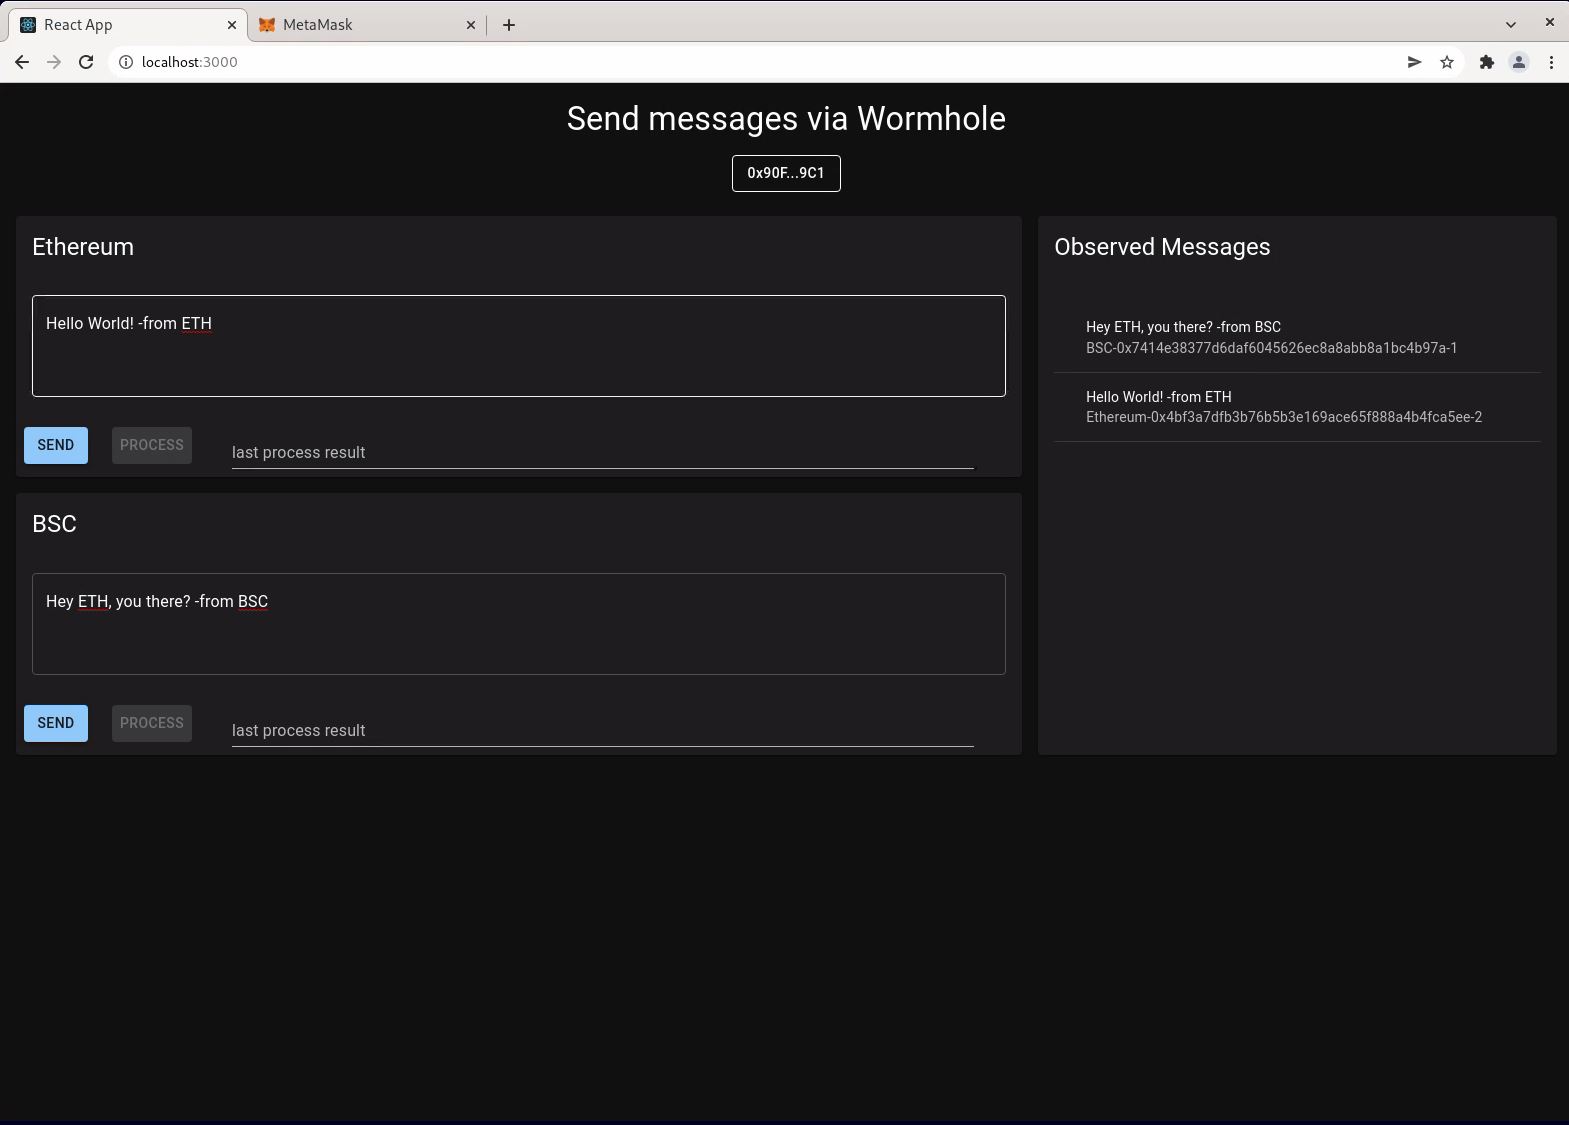 React App
MetaMask
localhost:3000
Send messages via Wormhole
0x90F...9C1
Ethereum
Hello World! -from ETH
SEND
PROCESS
last process result
BSC
Hey ETH, you there? -from BSC
SEND
PROCESS
last process result
Observed Messages
Hey ETH, you there? -from BSC
BSC-0x7414e38377d6daf6045626ec8a8abb8a1bc4b97a-1
Hello World! -from ETH
Ethereum-0x4bf3a7dfb3b76b5b3e169ace65f888a4b4fca5ee-2